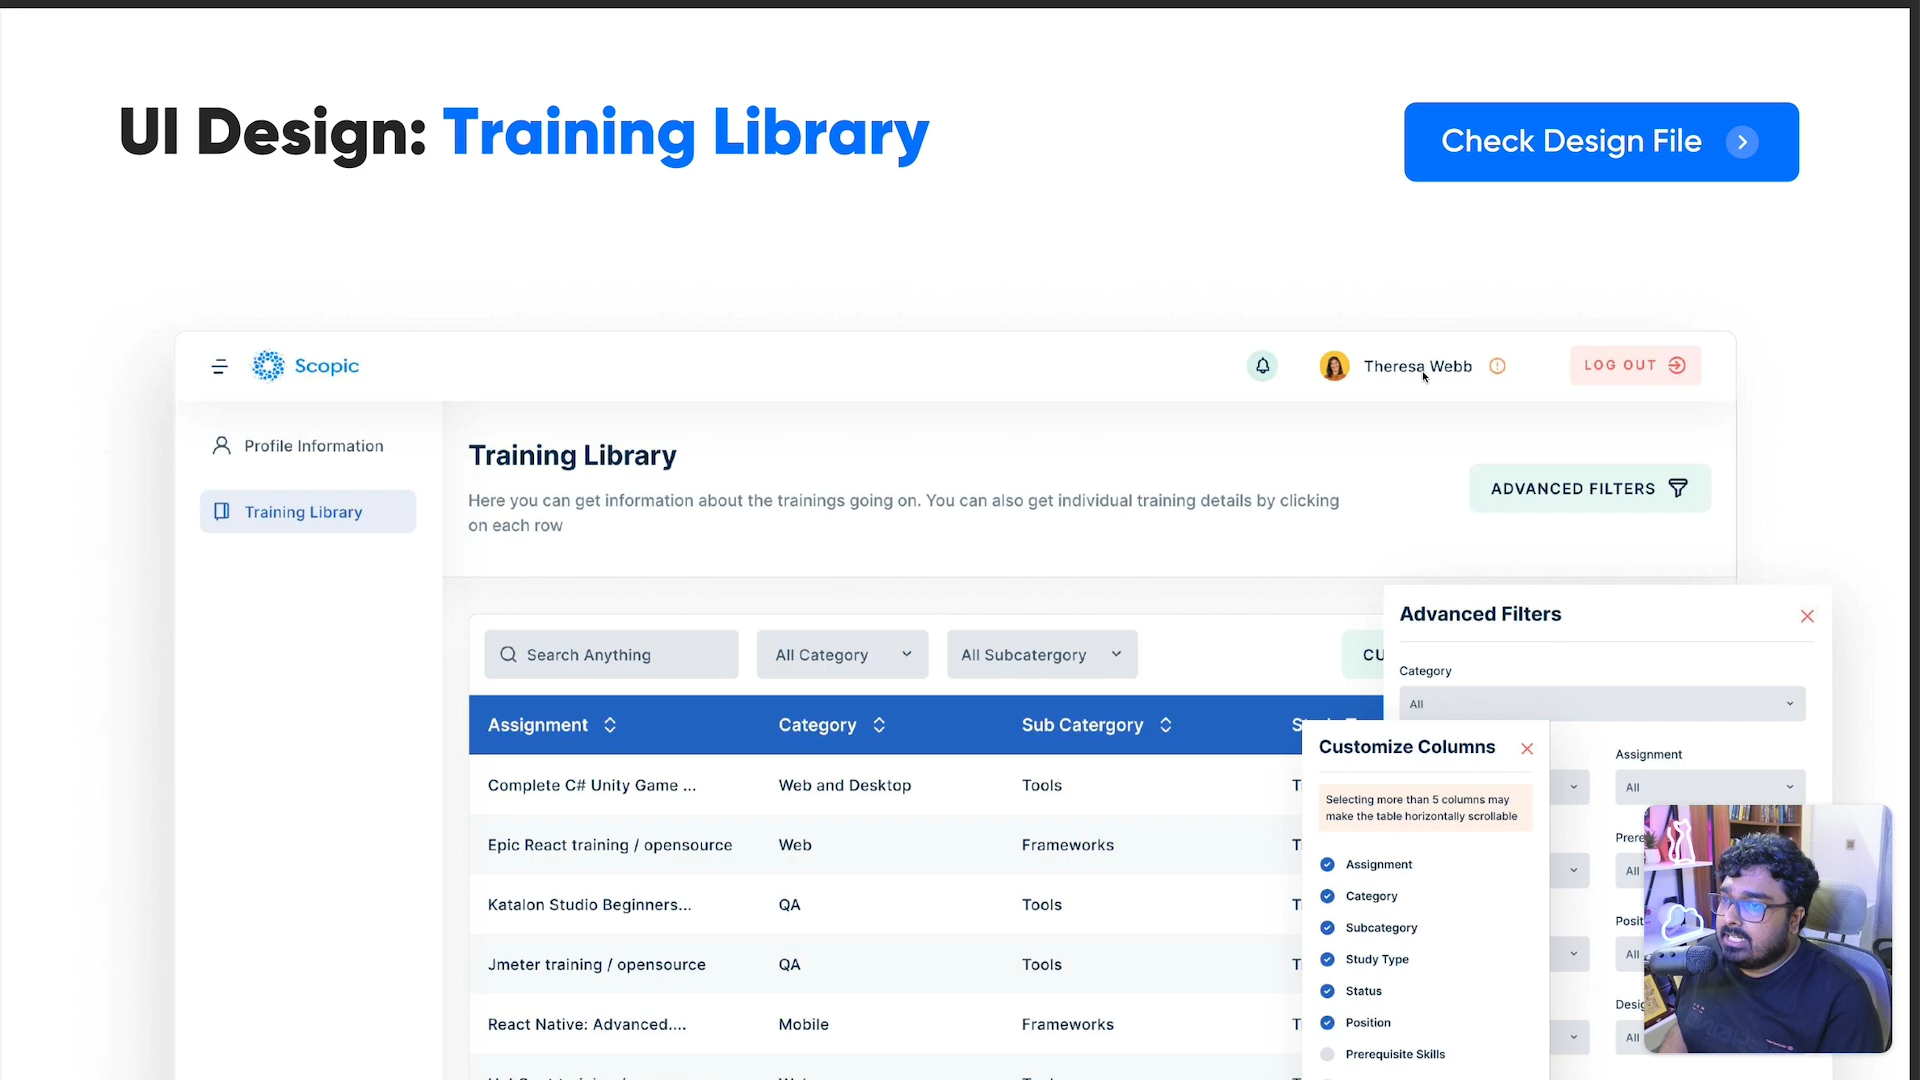 UI Design: Training Library
Check Design File
Scopic
Theresa Webb
LOG OUT
Profile Information
Training Library
Training Library
Here you can get information about the trainings going on. You can also get individual training details by clicking
on each row
ADVANCED FILTERS
Search Anything
All Category
All Subcatergory
CU
Assignment
Category
Sub Catergory
Complete C# Unity Game ...
Web and Desktop
Tools
Epic React training / opensource
Web
Frameworks
Katalon Studio Beginners...
QA
Tools
Jmeter training / opensource
QA
Tools
React Native: Advanced....
Mobile
Frameworks
Advanced Filters
Category
All
Assignment
All
Prere
All
Posit
All
Desig
All
Customize Columns
Selecting more than 5 columns may
make the table horizontally scrollable
Assignment
Category
Subcategory
Study Type
Status
Position
Prerequisite Skills